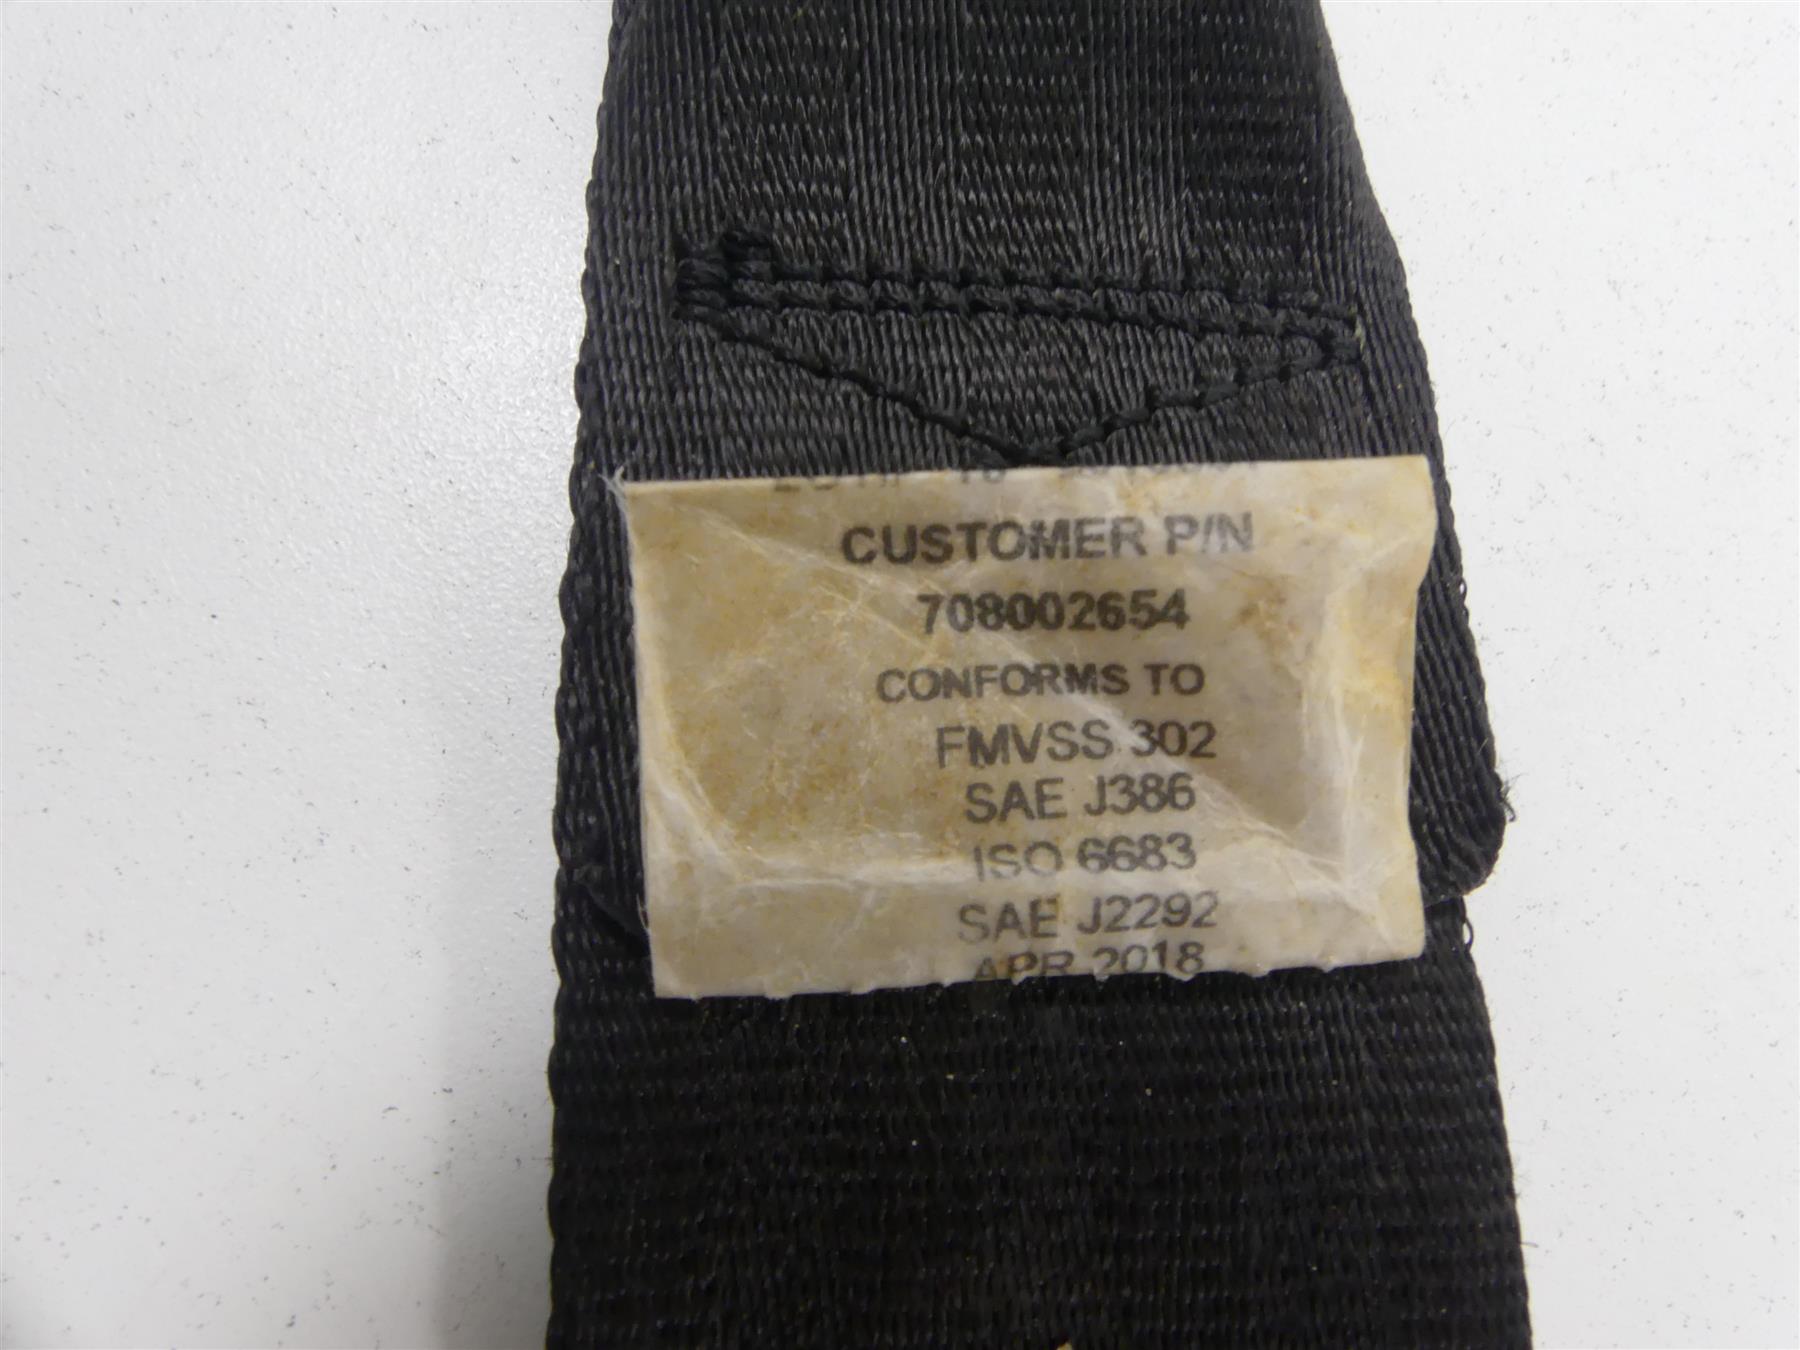 CUSTOMER P/N
708002654
CONFORMS TO
FMVSS 302
SAE J386
ISO 6683
SAE J2292
APR 2018